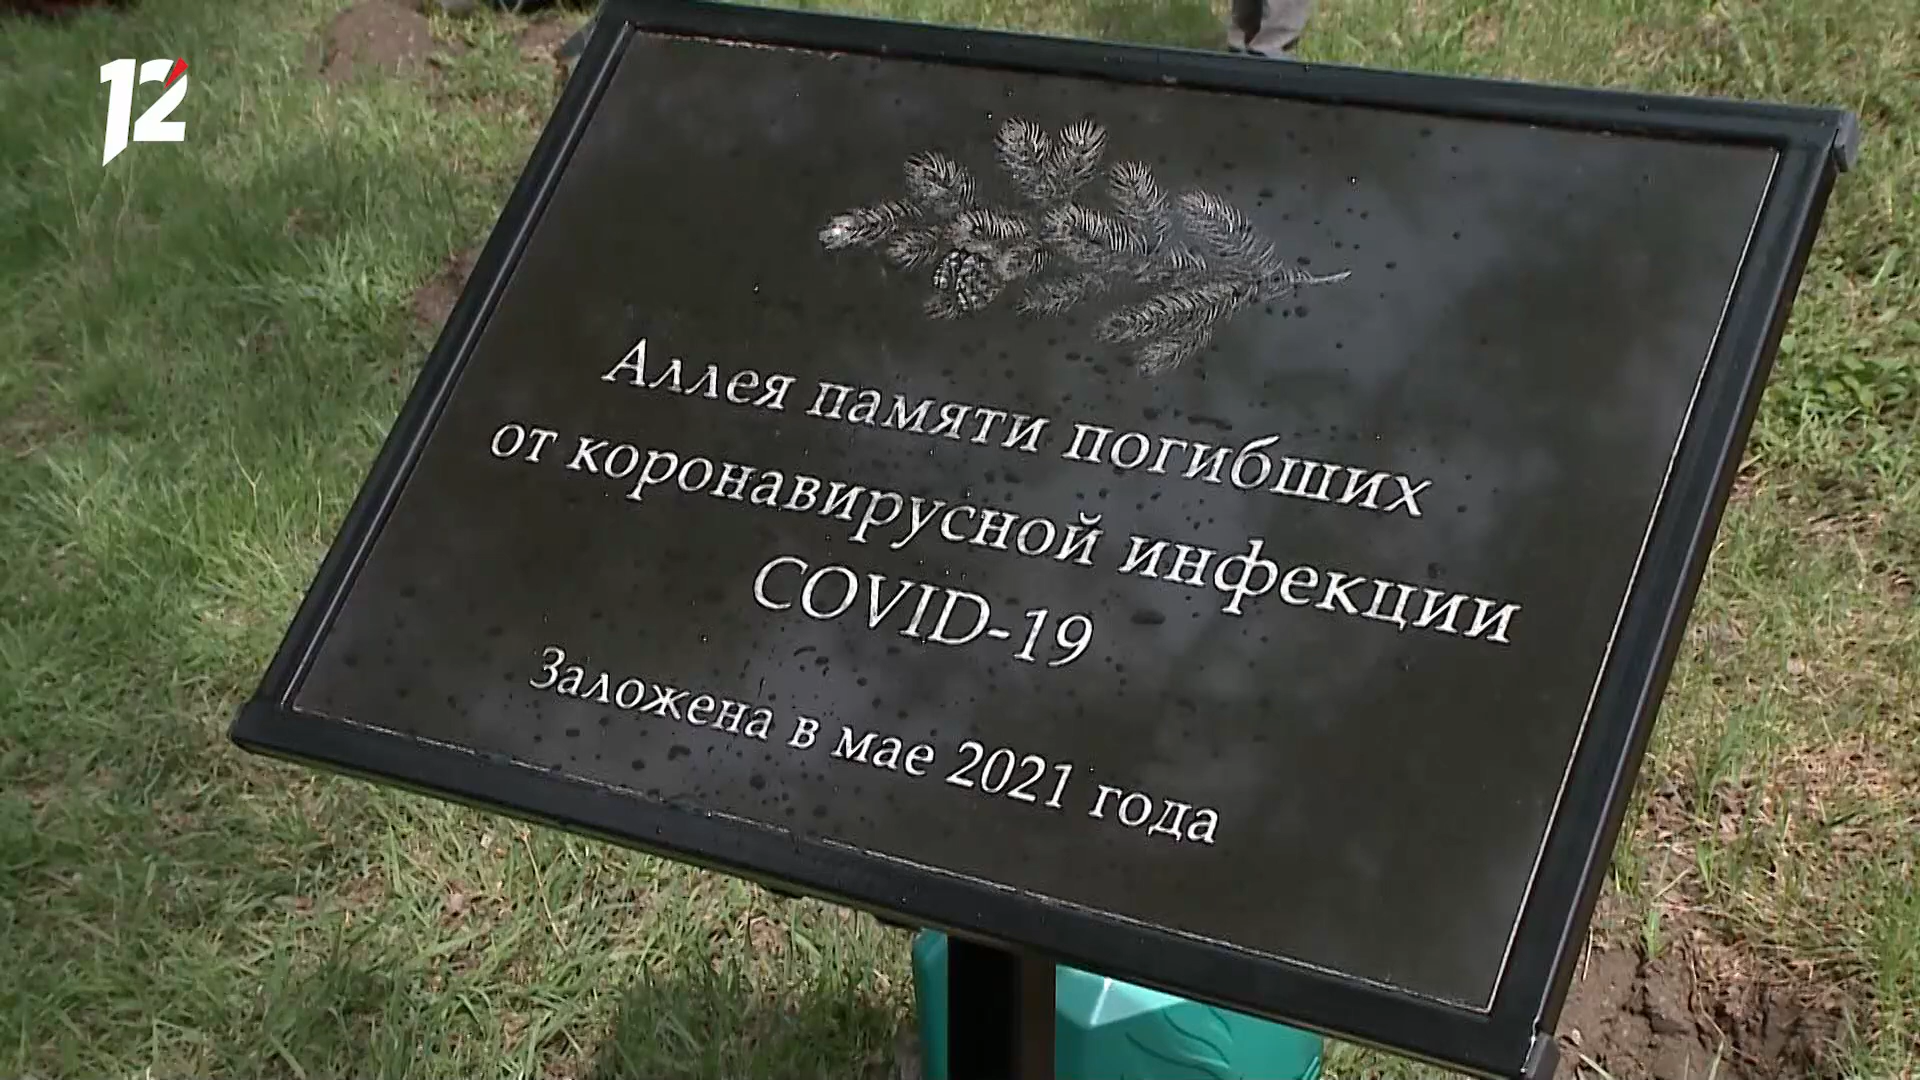 12
Аллея памяти погибших
от коронавирусной инфекции
COVID-19
Заложена в мае 2021 года